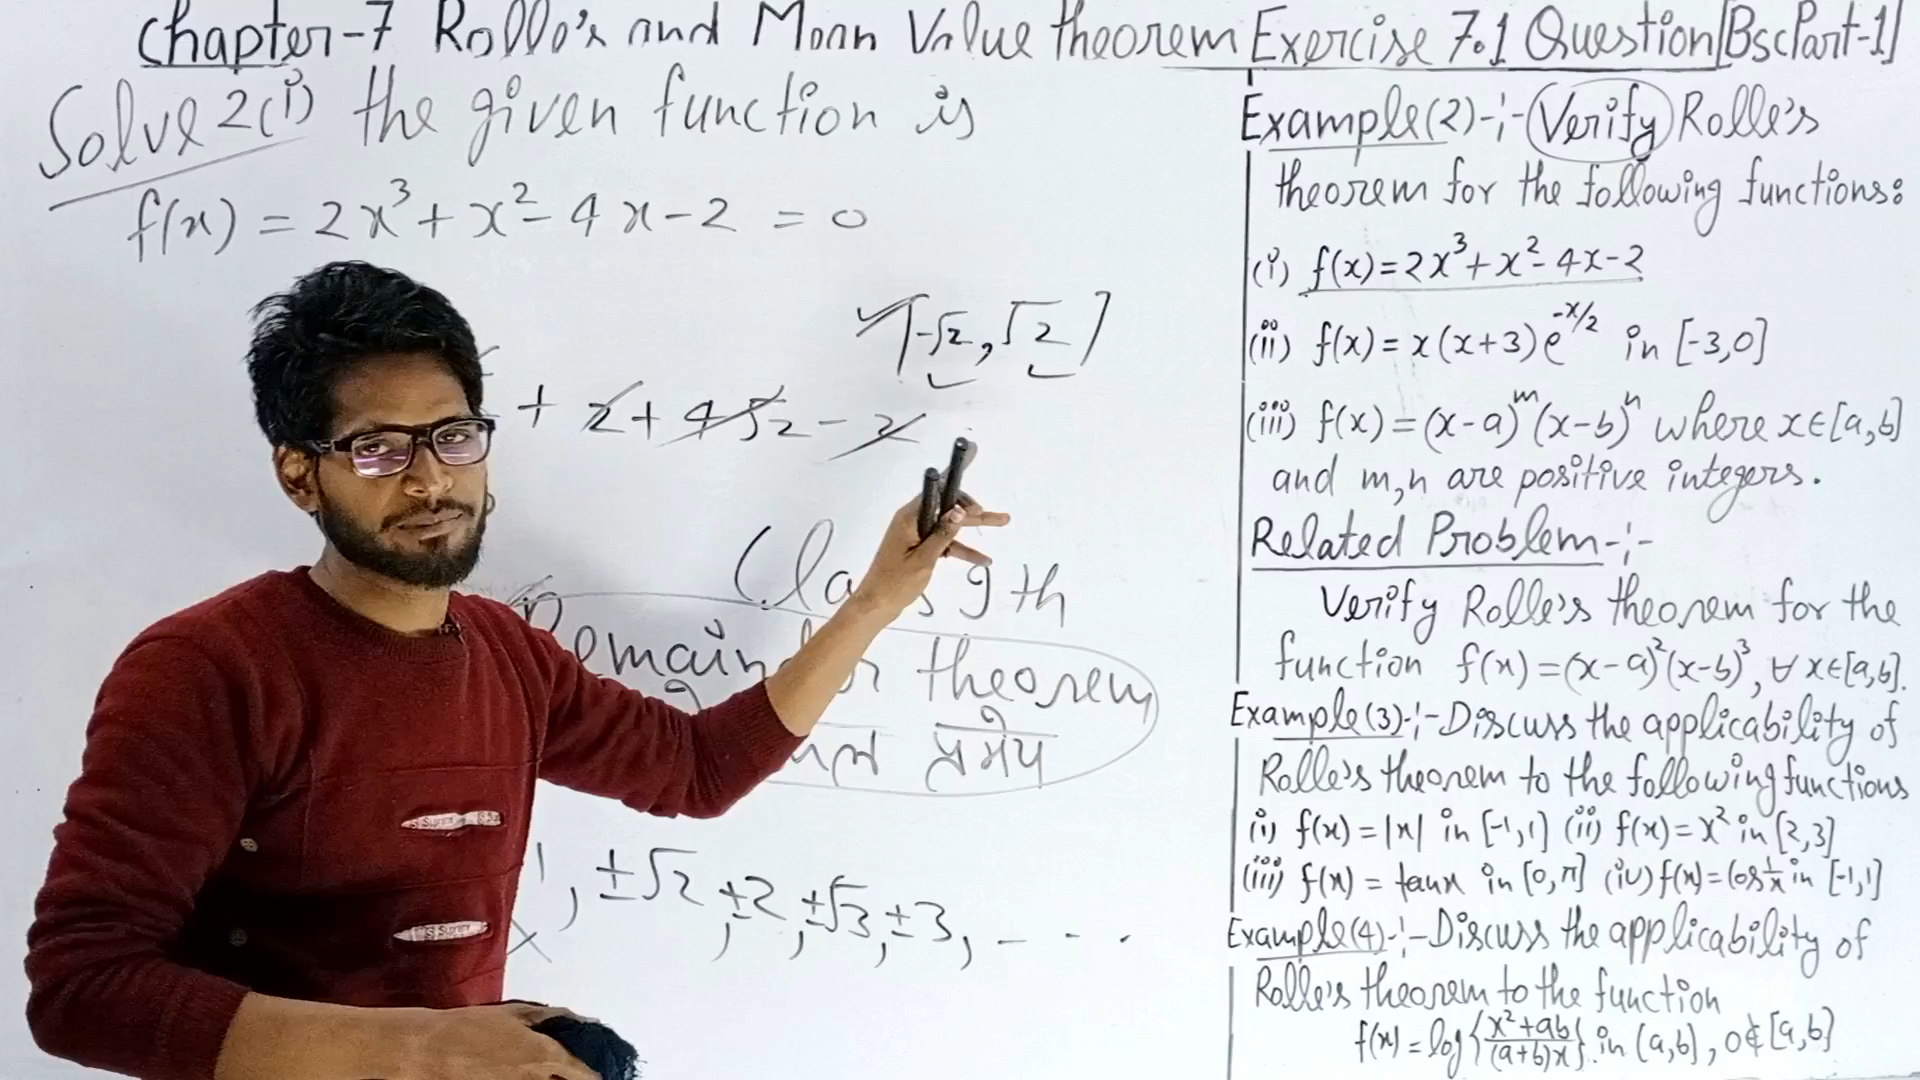 Chapter-7 Rolle's and Mean Value theorem Exercise 7.1 Question [Bsc Part-1]
Solve 2(i) the given function is
f(x) = 2x³ + x² - 4x - 2 = 0
[-√2, √2]
+ 2 + 4√2 - 2
Class 9th
Remainder theorem
प्रमेय
1, ±√2, ±2, ±√3, ±3, - - -
Example(2)-:- Verify Rolle's
theorem for the following functions:
(i) f(x) = 2x³ + x² - 4x - 2
(ii) f(x) = x(x+3)e^{-x/2} in [-3,0]
(iii) f(x) = (x-a)^m (x-b)^n where x∈[a,b]
and m,n are positive integers.
Related Problem-:-
Verify Rolle's theorem for the
function f(x) = (x-a)²(x-b)³, ∀ x∈[a,b].
Example(3)-:- Discuss the applicability of
Rolle's theorem to the following functions
(i) f(x) = |x| in [-1,1] (ii) f(x) = x² in [2,3]
(iii) f(x) = tanx in [0,π] (iv) f(x) = Cos 1/x in [-1,1]
Example(4)-:- Discuss the applicability of
Rolle's theorem to the function
f(x) = log{x²+ab/(a+b)x} in (a,b], 0∉[a,b]